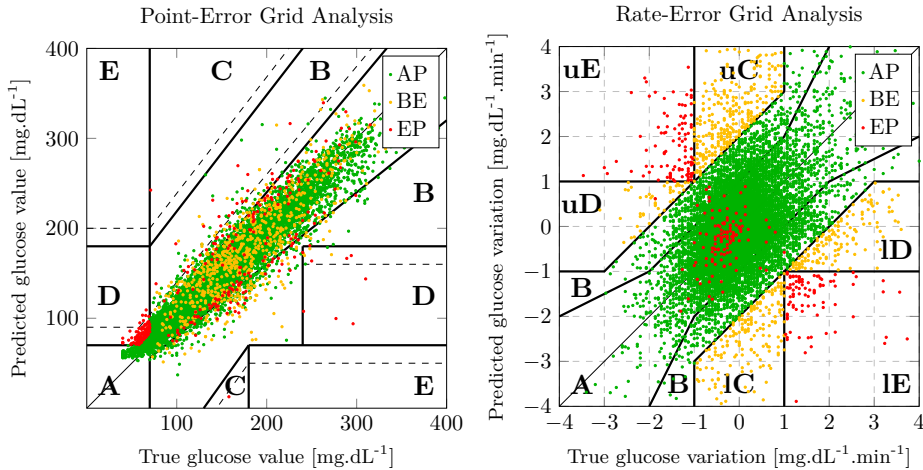 Point-Error Grid Analysis
400
300
200
100
100 200 300 400
Predicted glucose value [mg.dL⁻¹]
True glucose value [mg.dL⁻¹]
E C B
B
D D
A C E
AP
BE
EP
Rate-Error Grid Analysis
4
3
2
1
0
−1
−2
−3
−4
−4 −3 −2 −1 0 1 2 3 4
Predicted glucose variation [mg.dL⁻¹.min⁻¹]
True glucose variation [mg.dL⁻¹.min⁻¹]
uE uC
uD
lD
B
A B lC lE
AP
BE
EP